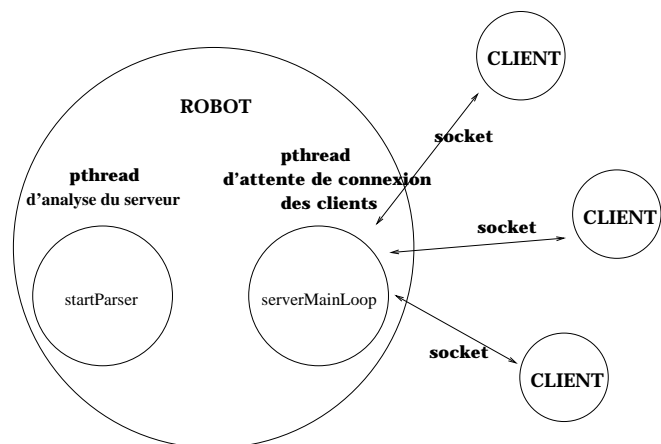 CLIENT
ROBOT
socket
pthread
d'attente de connexion
des clients
pthread
d'analyse du serveur
CLIENT
socket
startParser
serverMainLoop
socket
CLIENT